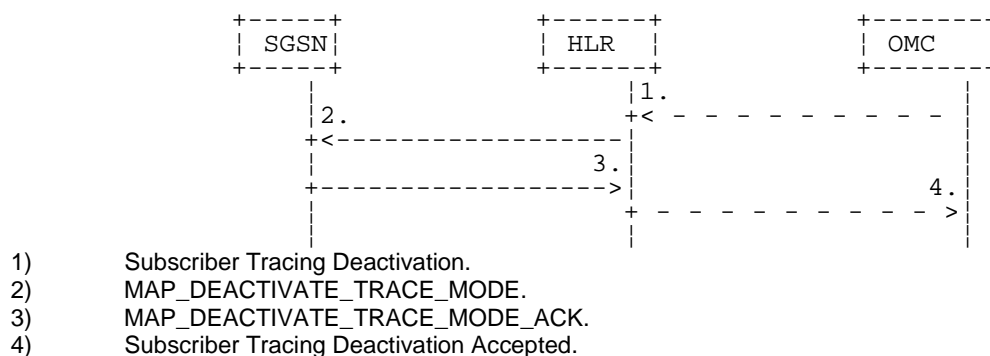 SGSN HLR OMC
1.
2.
3.
4.
1) Subscriber Tracing Deactivation.
2) MAP_DEACTIVATE_TRACE_MODE.
3) MAP_DEACTIVATE_TRACE_MODE_ACK.
4) Subscriber Tracing Deactivation Accepted.